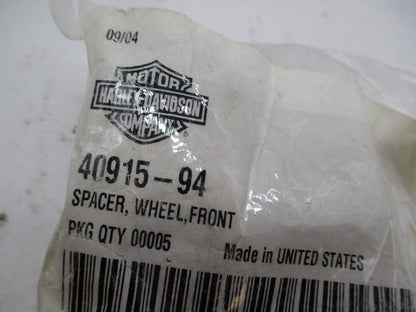 09/04
MOTOR
HARLEY-DAVIDSON
COMPANY
®
40915-94
SPACER, WHEEL,FRONT
PKG QTY 00005
Made in UNITED STATES